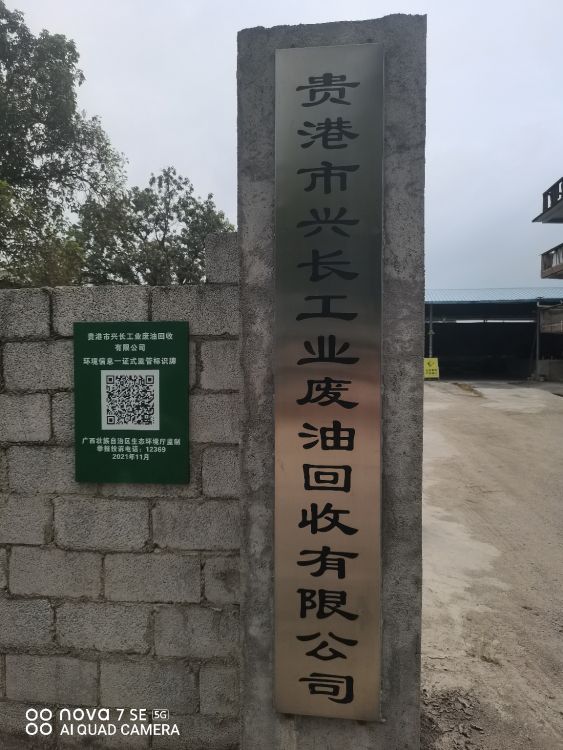 贵港市兴长工业废油回收有限公司
贵港市兴长工业废油回收
有限公司
环境信息一证式监管标识牌
广西壮族自治区生态环境厅监制
举报投诉电话：12369
2021年11月
nova 7 SE 5G
AI QUAD CAMERA